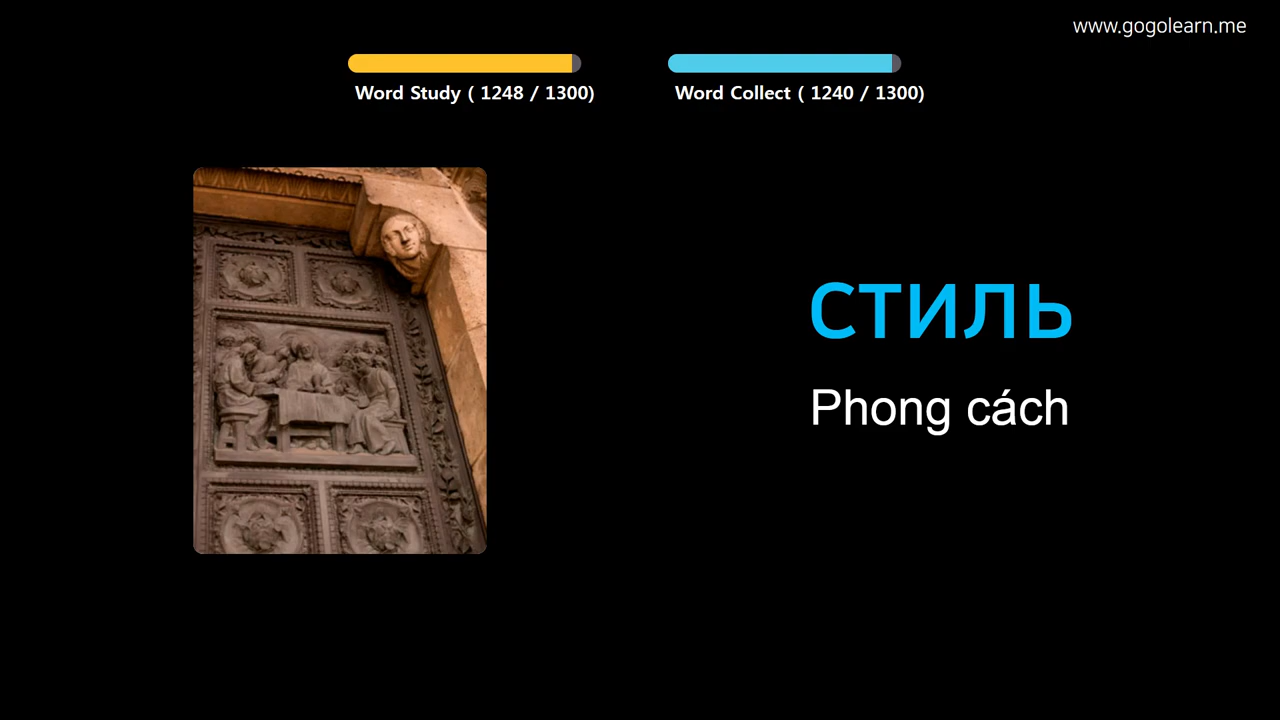 www.gogolearn.me
Word Study ( 1248 / 1300)
Word Collect ( 1240 / 1300)
СТИЛЬ
Phong cách